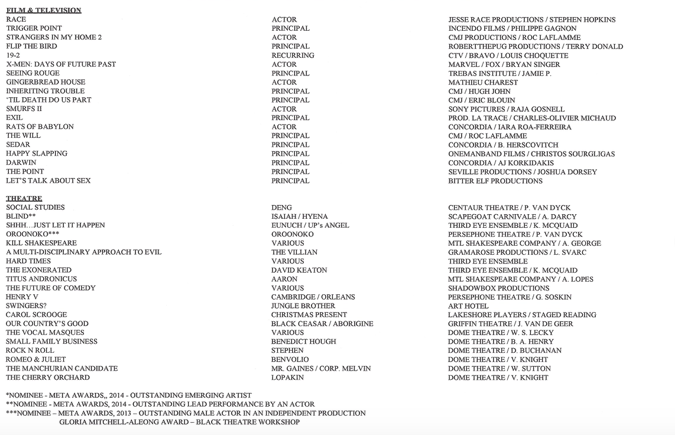 FILM & TELEVISION
RACE ACTOR JESSE RACE PRODUCTIONS / STEPHEN HOPKINS
TRIGGER POINT PRINCIPAL INCENDO FILMS / PHILIPPE GAGNON
STRANGERS IN MY HOME 2 ACTOR CMJ PRODUCTIONS / ROC LAFLAMME
FLIP THE BIRD PRINCIPAL ROBERTTHEPUG PRODUCTIONS / TERRY DONALD
19-2 RECURRING CTV / BRAVO / LOUIS CHOQUETTE
X-MEN: DAYS OF FUTURE PAST ACTOR MARVEL / FOX / BRYAN SINGER
SEEING ROUGE PRINCIPAL TREBAS INSTITUTE / JAMIE P.
GINGERBREAD HOUSE ACTOR MATHIEU CHAREST
INHERITING TROUBLE PRINCIPAL CMJ / HUGH JOHN
'TIL DEATH DO US PART PRINCIPAL CMJ / ERIC BLOUIN
SMURFS II ACTOR SONY PICTURES / RAJA GOSNELL
EXIL PRINCIPAL PROD. LA TRACE / CHARLES-OLIVIER MICHAUD
RATS OF BABYLON ACTOR CONCORDIA / IARA ROA-FERREIRA
THE WILL PRINCIPAL CMJ / ROC LAFLAMME
SEDAR PRINCIPAL CONCORDIA / B. HERSCOVITCH
HAPPY SLAPPING PRINCIPAL ONEMANBAND FILMS / CHRISTOS SOURGLIGAS
DARWIN PRINCIPAL CONCORDIA / AJ KORKIDAKIS
THE POINT PRINCIPAL SEVILLE PRODUCTIONS / JOSHUA DORSEY
LET'S TALK ABOUT SEX PRINCIPAL BITTER ELF PRODUCTIONS
THEATRE
SOCIAL STUDIES DENG CENTAUR THEATRE / P. VAN DYCK
BLIND** ISAIAH / HYENA SCAPEGOAT CARNIVALE / A. DARCY
SHHH…JUST LET IT HAPPEN EUNUCH / UP's ANGEL THIRD EYE ENSEMBLE / K. MCQUAID
OROONOKO*** OROONOKO PERSEPHONE THEATRE / P. VAN DYCK
KILL SHAKESPEARE VARIOUS MTL SHAKESPEARE COMPANY / A. GEORGE
A MULTI-DISCIPLINARY APPROACH TO EVIL THE VILLIAN GRAMAROSE PRODUCTIONS / L. SVARC
HARD TIMES VARIOUS THIRD EYE ENSEMBLE
THE EXONERATED DAVID KEATON THIRD EYE ENSEMBLE / K. MCQUAID
TITUS ANDRONICUS AARON MTL SHAKESPEARE COMPANY / A. LOPES
THE FUTURE OF COMEDY VARIOUS SHADOWBOX PRODUCTIONS
HENRY V CAMBRIDGE / ORLEANS PERSEPHONE THEATRE / G. SOSKIN
SWINGERS? JUNGLE BROTHER ART HOTEL
CAROL SCROOGE CHRISTMAS PRESENT LAKESHORE PLAYERS / STAGED READING
OUR COUNTRY'S GOOD BLACK CEASAR / ABORIGINE GRIFFIN THEATRE / J. VAN DE GEER
THE VOCAL MASQUES VARIOUS DOME THEATRE / W. S. LECKY
SMALL FAMILY BUSINESS BENEDICT HOUGH DOME THEATRE / B. A. HENRY
ROCK N ROLL STEPHEN DOME THEATRE / D. BUCHANAN
ROMEO & JULIET BENVOLIO DOME THEATRE / V. KNIGHT
THE MANCHURIAN CANDIDATE MR. GAINES / CORP. MELVIN DOME THEATRE / W. SUTTON
THE CHERRY ORCHARD LOPAKIN DOME THEATRE / V. KNIGHT
*NOMINEE - META AWARDS,, 2014 - OUTSTANDING EMERGING ARTIST
**NOMINEE - META AWARDS, 2014 - OUTSTANDING LEAD PERFORMANCE BY AN ACTOR
***NOMINEE – META AWARDS, 2013 – OUTSTANDING MALE ACTOR IN AN INDEPENDENT PRODUCTION
GLORIA MITCHELL-ALEONG AWARD – BLACK THEATRE WORKSHOP